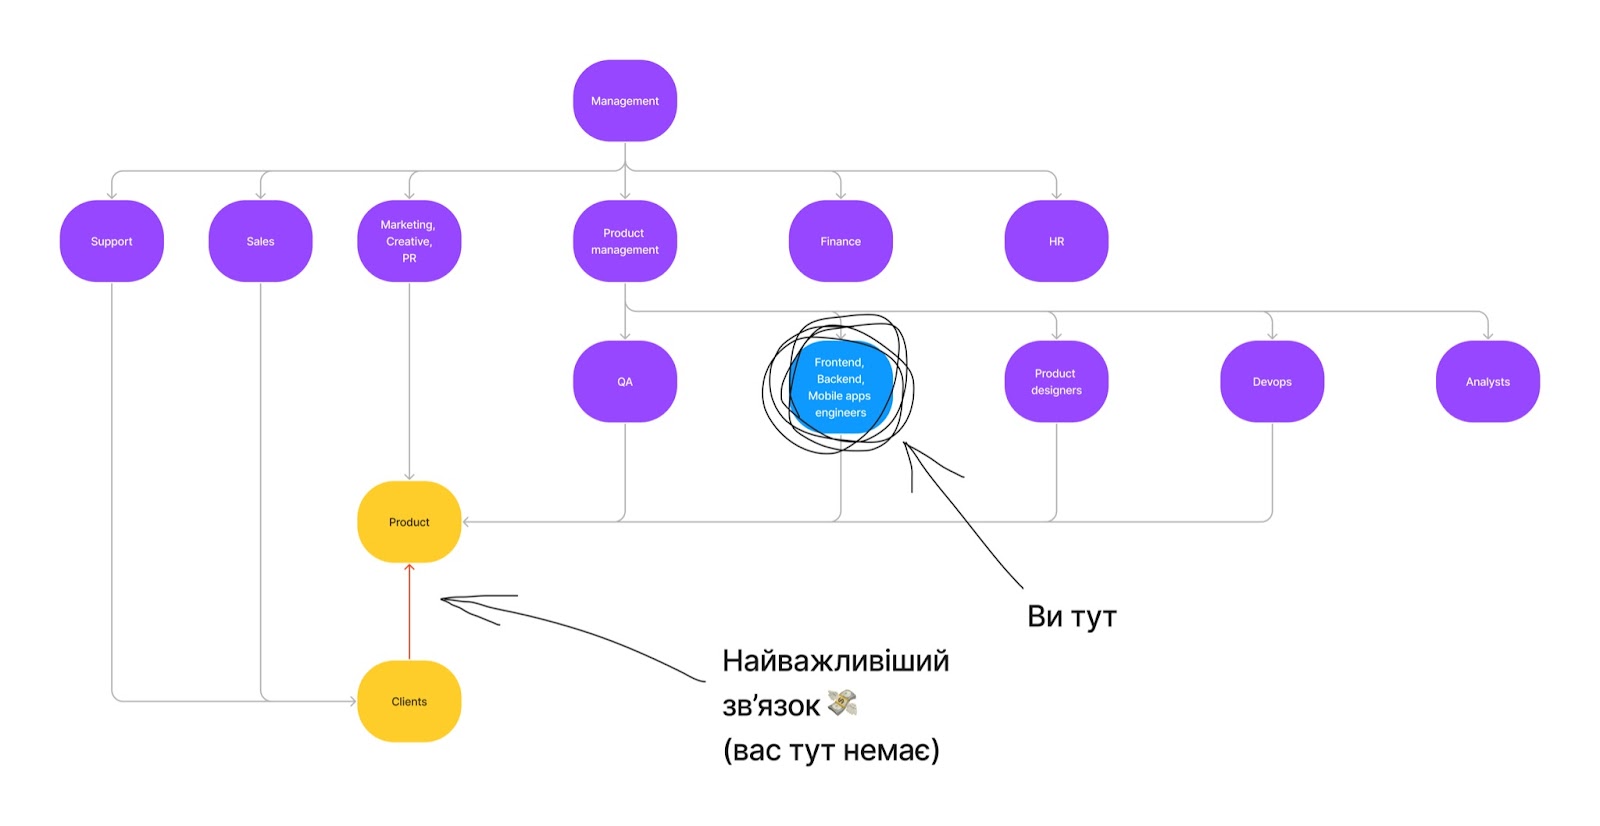 Management
Support
Sales
Marketing,
Creative,
PR
Product
management
Finance
HR
QA
Frontend,
Backend,
Mobile apps
engineers
Product
designers
Devops
Analysts
Product
Clients
Ви тут
Найважливіший
зв’язок 💸
(вас тут немає)